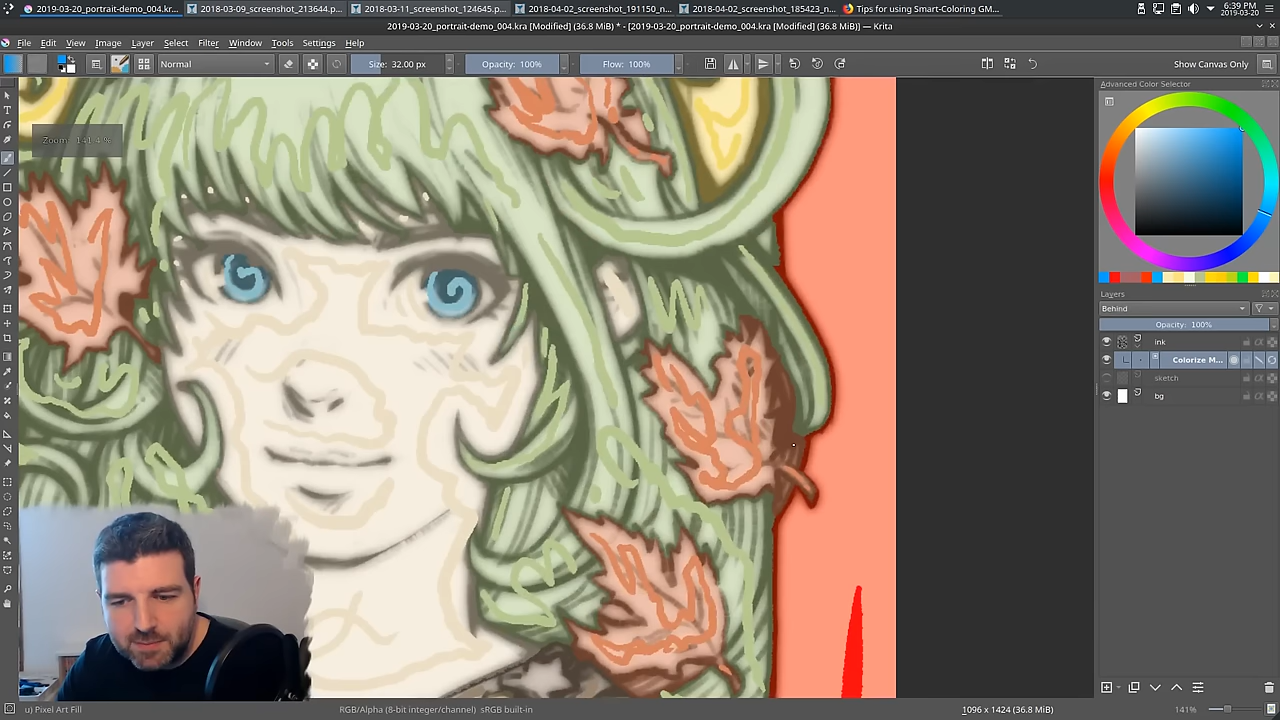 2019-03-20_portrait-demo_004.kr...
2018-03-09_screenshot_213644.p...
2018-03-11_screenshot_124645.p...
2018-04-02_screenshot_191150_n...
2018-04-02_screenshot_185423_n...
Tips for using Smart-Coloring GM...
6:39 PM
2019-03-20
2019-03-20_portrait-demo_004.kra [Modified] (36.8 MiB) * - [2019-03-20_portrait-demo_004.kra [Modified] (36.8 MiB)] — Krita
File Edit View Image Layer Select Filter Window Tools Settings Help
Normal
Size: 32.00 px
Opacity: 100%
Flow: 100%
Show Canvas Only
Zoom: 141.4 %
Advanced Color Selector
Layers
Behind
Opacity: 100%
ink
Colorize M...
sketch
bg
u) Pixel Art Fill
RGB/Alpha (8-bit integer/channel) sRGB built-in
1096 x 1424 (36.8 MiB)
141%